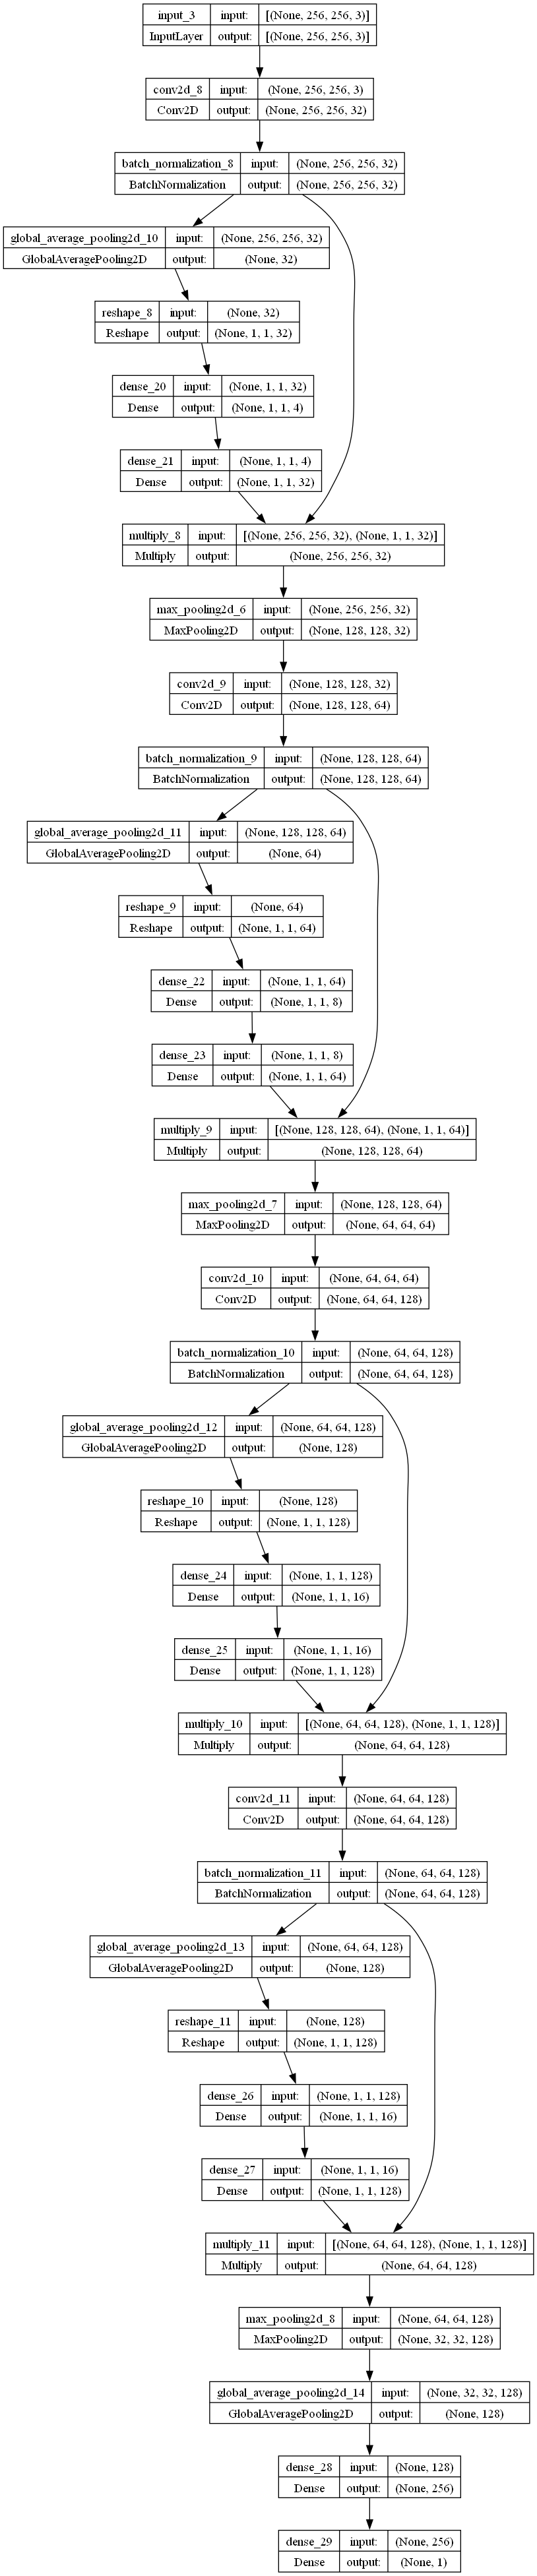 input_3 input: [(None, 256, 256, 3)]
InputLayer output: [(None, 256, 256, 3)]
conv2d_8 input: (None, 256, 256, 3)
Conv2D output: (None, 256, 256, 32)
batch_normalization_8 input: (None, 256, 256, 32)
BatchNormalization output: (None, 256, 256, 32)
global_average_pooling2d_10 input: (None, 256, 256, 32)
GlobalAveragePooling2D output: (None, 32)
reshape_8 input: (None, 32)
Reshape output: (None, 1, 1, 32)
dense_20 input: (None, 1, 1, 32)
Dense output: (None, 1, 1, 4)
dense_21 input: (None, 1, 1, 4)
Dense output: (None, 1, 1, 32)
multiply_8 input: [(None, 256, 256, 32), (None, 1, 1, 32)]
Multiply output: (None, 256, 256, 32)
max_pooling2d_6 input: (None, 256, 256, 32)
MaxPooling2D output: (None, 128, 128, 32)
conv2d_9 input: (None, 128, 128, 32)
Conv2D output: (None, 128, 128, 64)
batch_normalization_9 input: (None, 128, 128, 64)
BatchNormalization output: (None, 128, 128, 64)
global_average_pooling2d_11 input: (None, 128, 128, 64)
GlobalAveragePooling2D output: (None, 64)
reshape_9 input: (None, 64)
Reshape output: (None, 1, 1, 64)
dense_22 input: (None, 1, 1, 64)
Dense output: (None, 1, 1, 8)
dense_23 input: (None, 1, 1, 8)
Dense output: (None, 1, 1, 64)
multiply_9 input: [(None, 128, 128, 64), (None, 1, 1, 64)]
Multiply output: (None, 128, 128, 64)
max_pooling2d_7 input: (None, 128, 128, 64)
MaxPooling2D output: (None, 64, 64, 64)
conv2d_10 input: (None, 64, 64, 64)
Conv2D output: (None, 64, 64, 128)
batch_normalization_10 input: (None, 64, 64, 128)
BatchNormalization output: (None, 64, 64, 128)
global_average_pooling2d_12 input: (None, 64, 64, 128)
GlobalAveragePooling2D output: (None, 128)
reshape_10 input: (None, 128)
Reshape output: (None, 1, 1, 128)
dense_24 input: (None, 1, 1, 128)
Dense output: (None, 1, 1, 16)
dense_25 input: (None, 1, 1, 16)
Dense output: (None, 1, 1, 128)
multiply_10 input: [(None, 64, 64, 128), (None, 1, 1, 128)]
Multiply output: (None, 64, 64, 128)
conv2d_11 input: (None, 64, 64, 128)
Conv2D output: (None, 64, 64, 128)
batch_normalization_11 input: (None, 64, 64, 128)
BatchNormalization output: (None, 64, 64, 128)
global_average_pooling2d_13 input: (None, 64, 64, 128)
GlobalAveragePooling2D output: (None, 128)
reshape_11 input: (None, 128)
Reshape output: (None, 1, 1, 128)
dense_26 input: (None, 1, 1, 128)
Dense output: (None, 1, 1, 16)
dense_27 input: (None, 1, 1, 16)
Dense output: (None, 1, 1, 128)
multiply_11 input: [(None, 64, 64, 128), (None, 1, 1, 128)]
Multiply output: (None, 64, 64, 128)
max_pooling2d_8 input: (None, 64, 64, 128)
MaxPooling2D output: (None, 32, 32, 128)
global_average_pooling2d_14 input: (None, 32, 32, 128)
GlobalAveragePooling2D output: (None, 128)
dense_28 input: (None, 128)
Dense output: (None, 256)
dense_29 input: (None, 256)
Dense output: (None, 1)